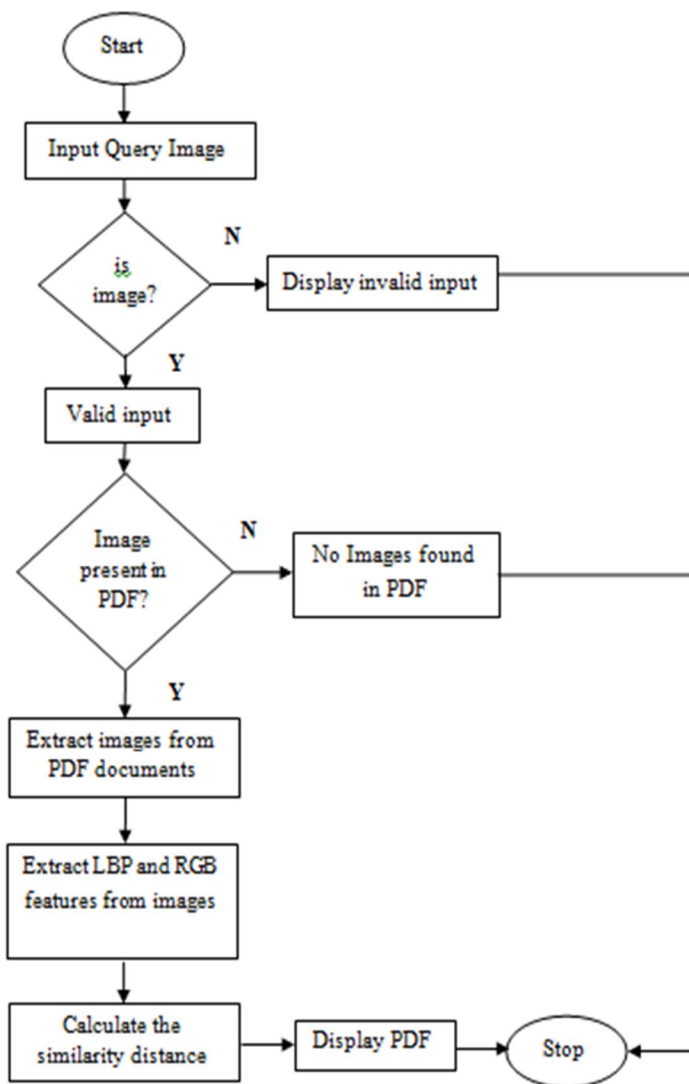 Start
Input Query Image
N
is
image?
Display invalid input
Y
Valid input
N
Image
present in
PDF?
No Images found
in PDF
Y
Extract images from
PDF documents
Extract LBP and RGB
features from images
Calculate the
similarity distance
Display PDF
Stop